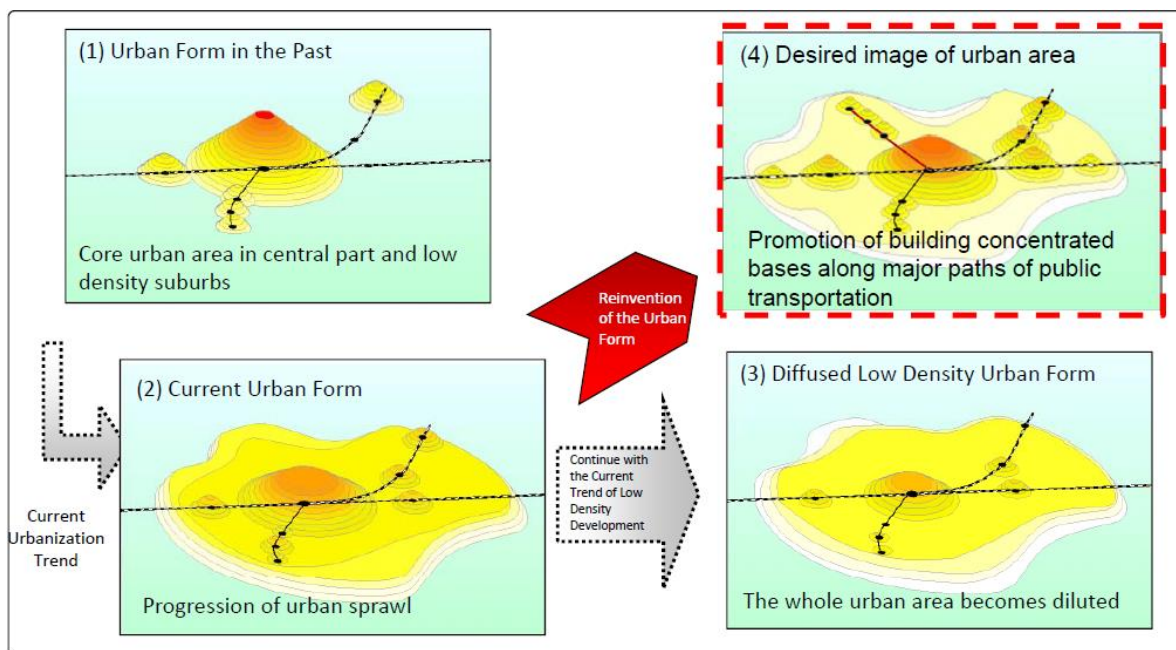 (1) Urban Form in the Past
Core urban area in central part and low
density suburbs
Current
Urbanization
Trend
(2) Current Urban Form
Progression of urban sprawl
Continue with
the Current
Trend of Low
Density
Development
(3) Diffused Low Density Urban Form
The whole urban area becomes diluted
Reinvention
of the Urban
Form
(4) Desired image of urban area
Promotion of building concentrated
bases along major paths of public
transportation